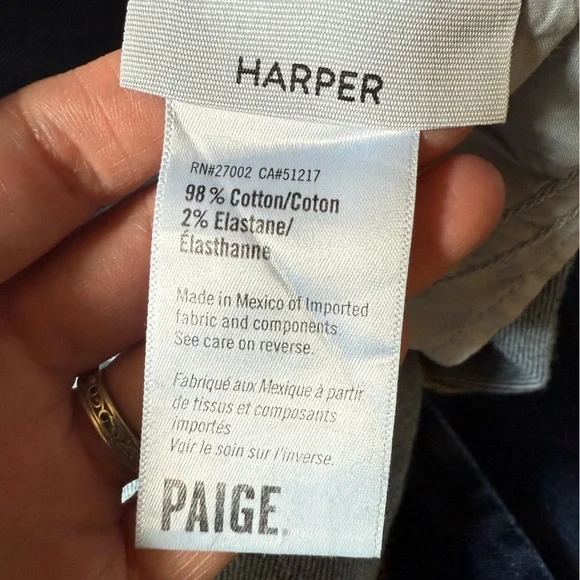 HARPER
RN#27002 CA#51217
98% Cotton/Coton
2% Elastane/
Élasthanne
Made in Mexico of Imported
fabric and components.
See care on reverse.
Fabriqué aux Mexique à partir
de tissus et composants
importés
Voir le soin sur l'inverse.
PAIGE.